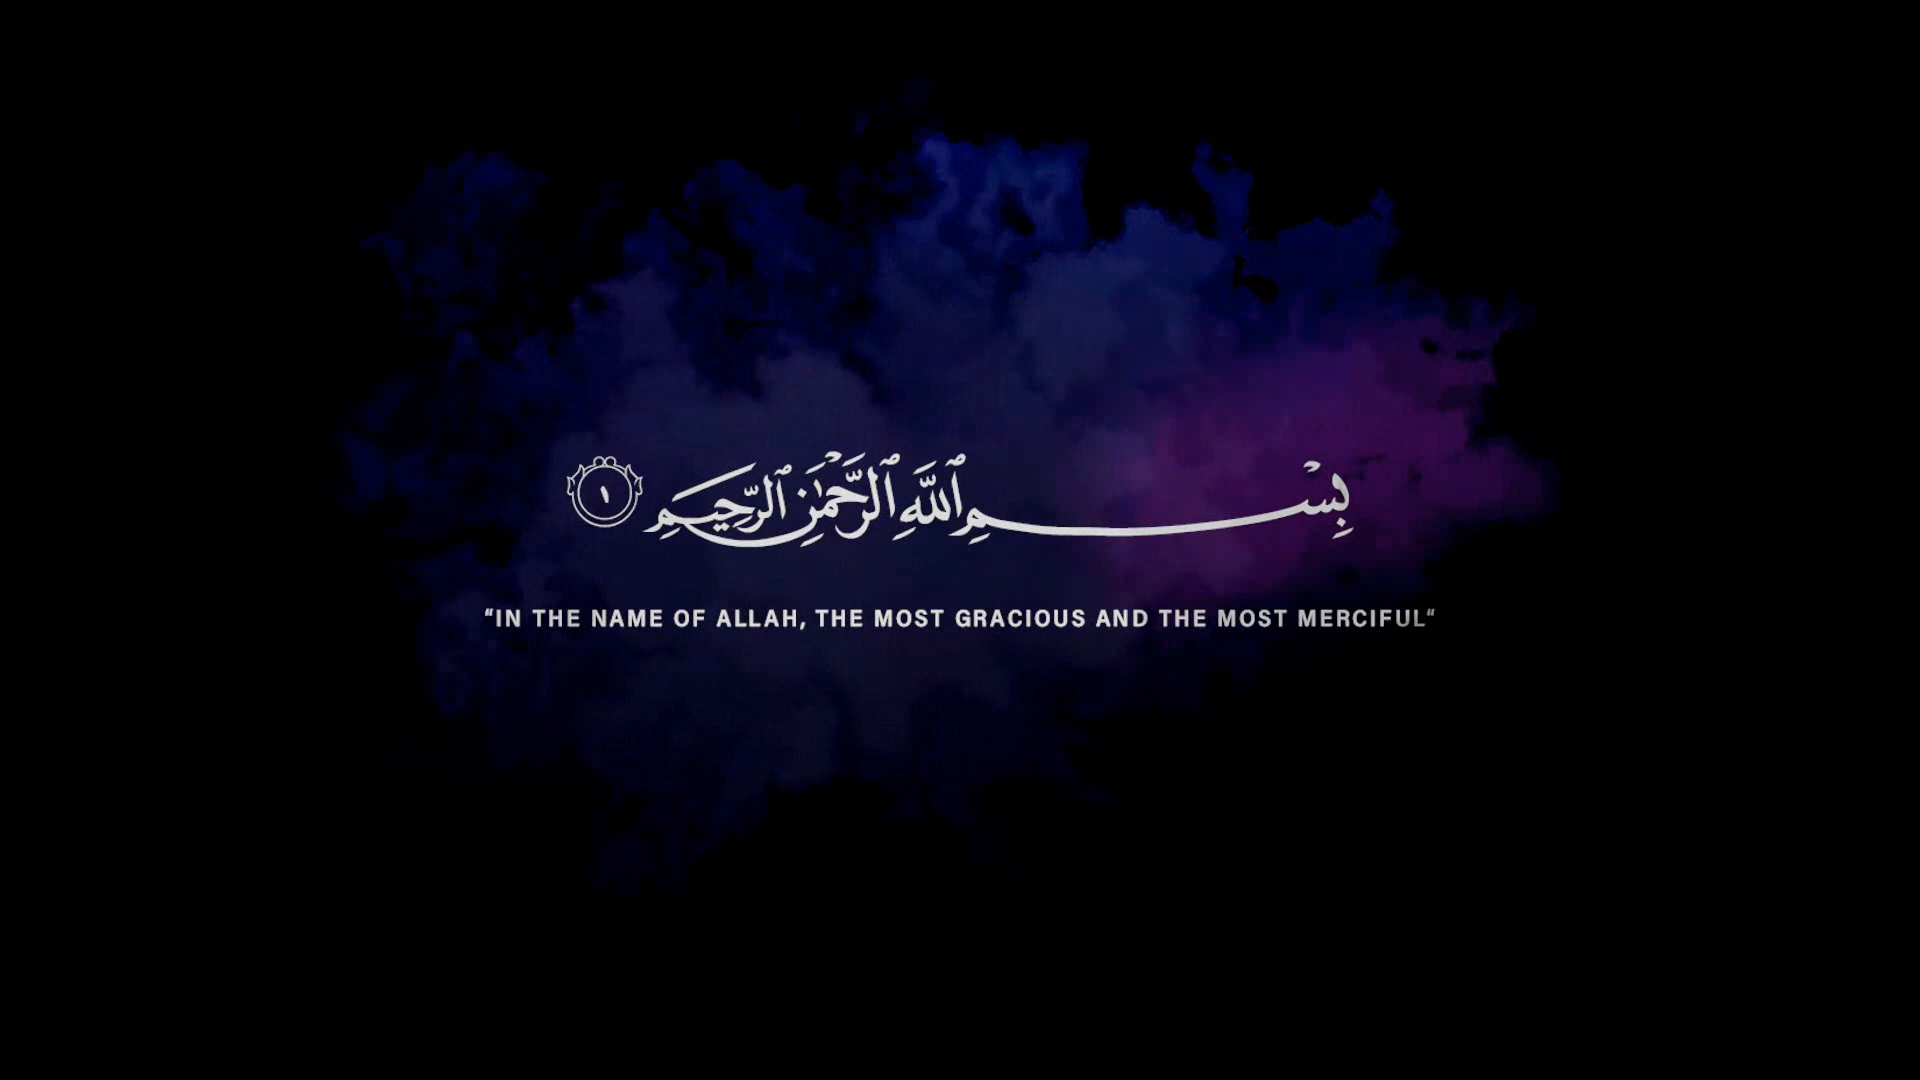 بِسْمِ ٱللَّهِ ٱلرَّحْمَٰنِ ٱلرَّحِيمِ ١
“IN THE NAME OF ALLAH, THE MOST GRACIOUS AND THE MOST MERCIFUL“